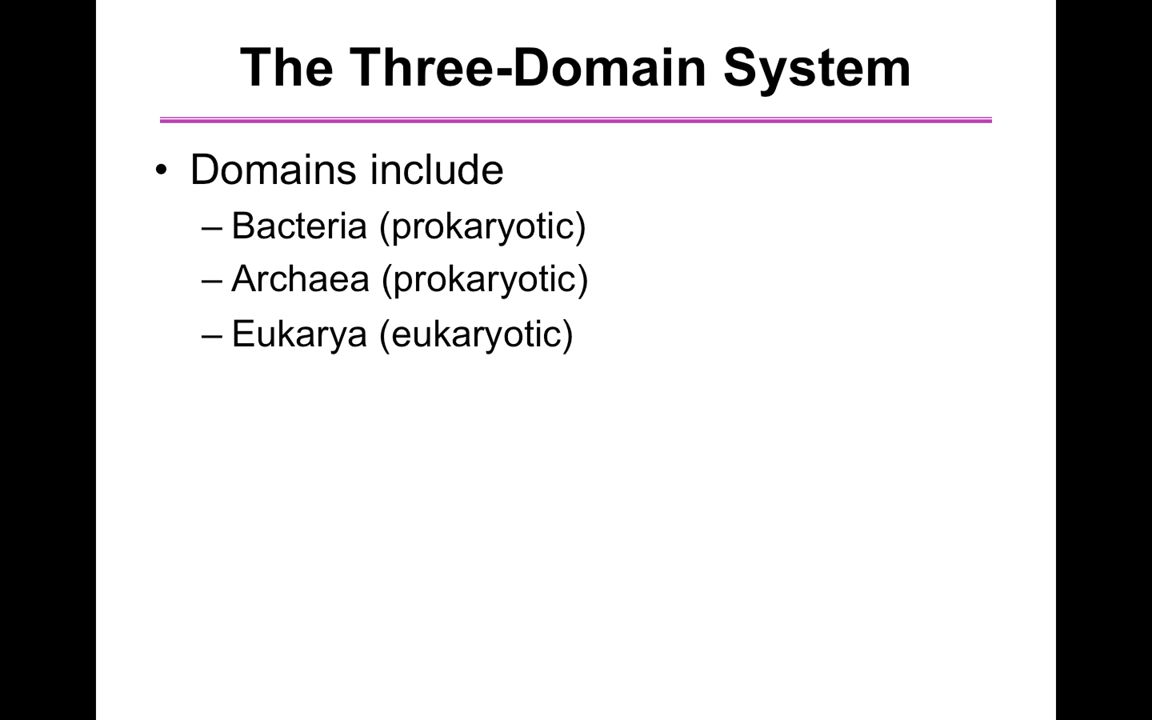 The Three-Domain System
• Domains include
– Bacteria (prokaryotic)
– Archaea (prokaryotic)
– Eukarya (eukaryotic)